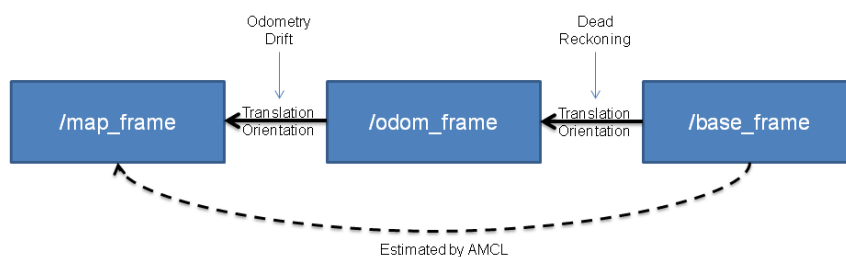 Odometry
Drift
Dead
Reckoning
/map_frame
Translation
Orientation
/odom_frame
Translation
Orientation
/base_frame
Estimated by AMCL